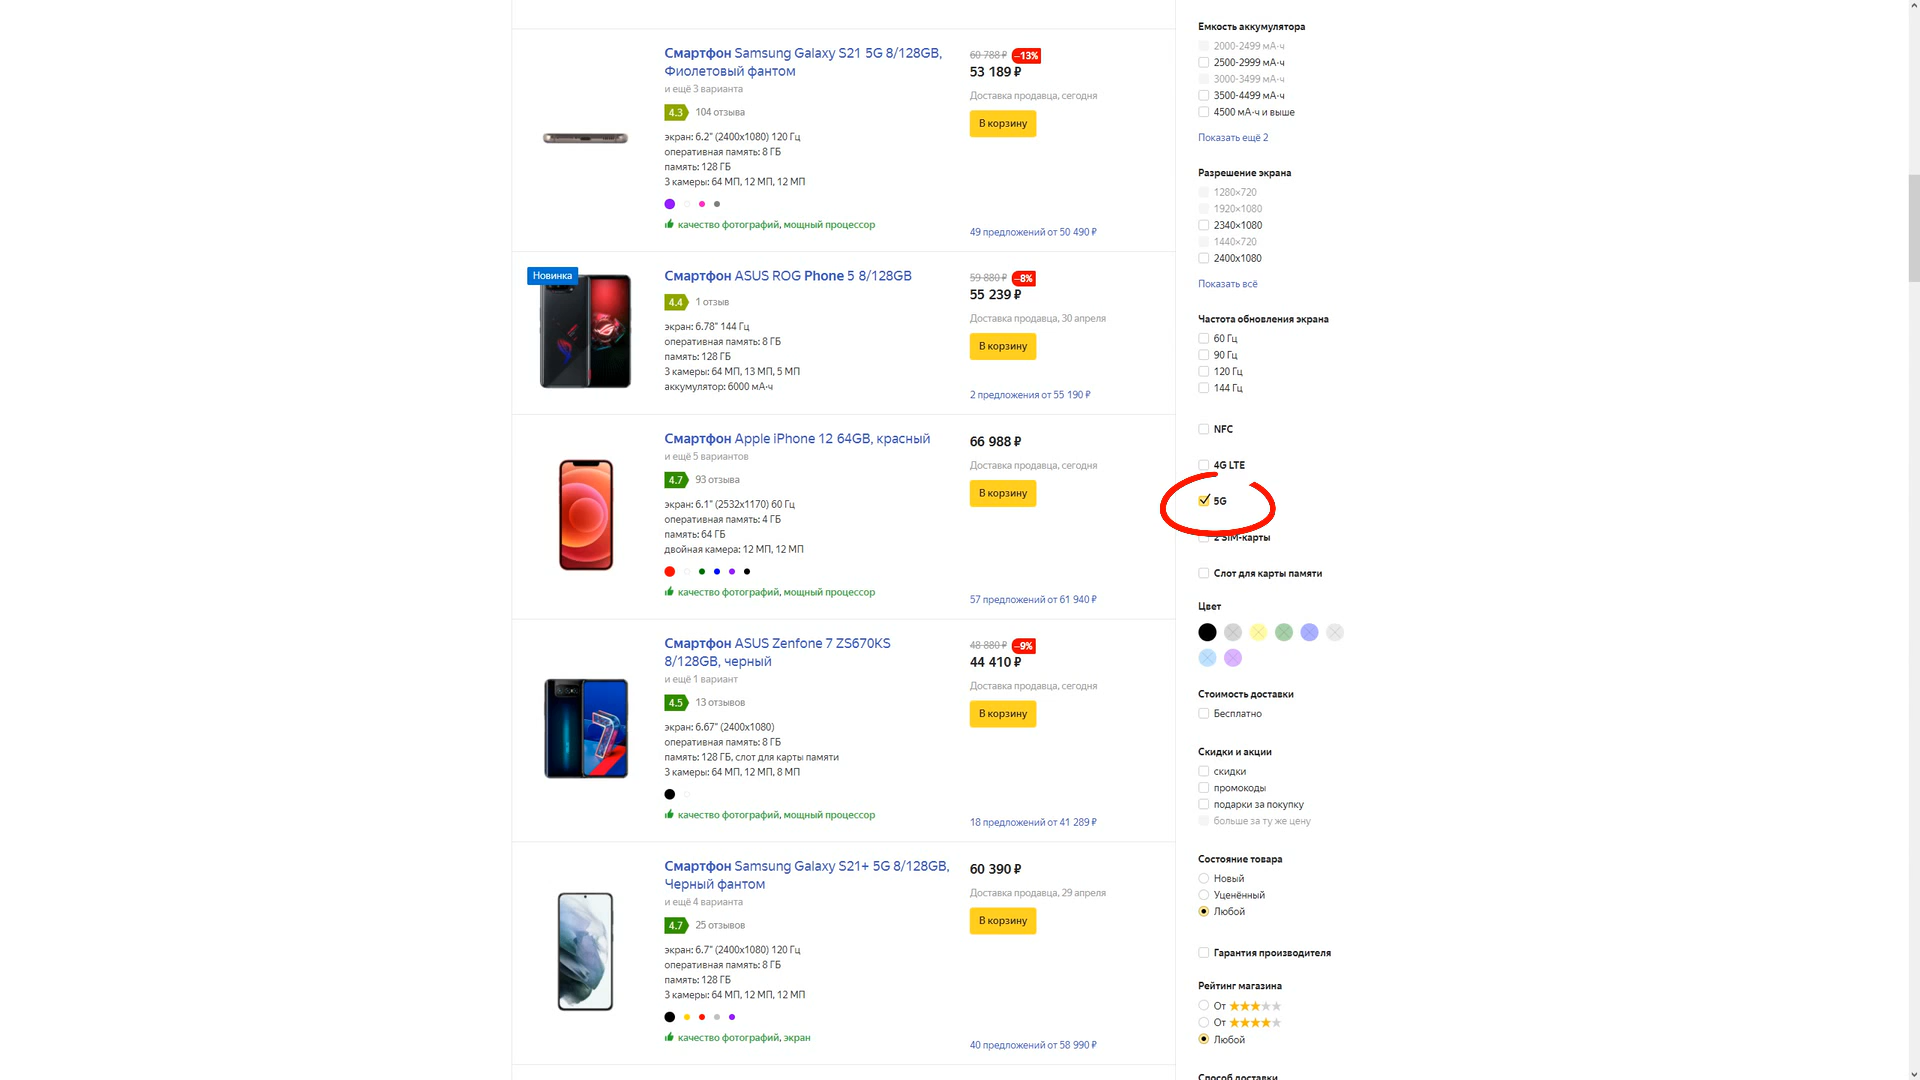 Смартфон Samsung Galaxy S21 5G 8/128GB,
Фиолетовый фантом
и ещё 3 варианта
4.3 104 отзыва
экран: 6.2" (2400x1080) 120 Гц
оперативная память: 8 ГБ
память: 128 ГБ
3 камеры: 64 МП, 12 МП, 12 МП
качество фотографий, мощный процессор
60 788 ₽ –13%
53 189 ₽
Доставка продавца, сегодня
В корзину
49 предложений от 50 490 ₽
Новинка
Смартфон ASUS ROG Phone 5 8/128GB
4.4 1 отзыв
экран: 6.78" 144 Гц
оперативная память: 8 ГБ
память: 128 ГБ
3 камеры: 64 МП, 13 МП, 5 МП
аккумулятор: 6000 мА·ч
59 880 ₽ –8%
55 239 ₽
Доставка продавца, 30 апреля
В корзину
2 предложения от 55 190 ₽
Смартфон Apple iPhone 12 64GB, красный
и ещё 5 вариантов
4.7 93 отзыва
экран: 6.1" (2532x1170) 60 Гц
оперативная память: 4 ГБ
память: 64 ГБ
двойная камера: 12 МП, 12 МП
качество фотографий, мощный процессор
66 988 ₽
Доставка продавца, сегодня
В корзину
57 предложений от 61 940 ₽
Смартфон ASUS Zenfone 7 ZS670KS
8/128GB, черный
и ещё 1 вариант
4.5 13 отзывов
экран: 6.67" (2400x1080)
оперативная память: 8 ГБ
память: 128 ГБ, слот для карты памяти
3 камеры: 64 МП, 12 МП, 8 МП
качество фотографий, мощный процессор
48 880 ₽ –9%
44 410 ₽
Доставка продавца, сегодня
В корзину
18 предложений от 41 289 ₽
Смартфон Samsung Galaxy S21+ 5G 8/128GB,
Черный фантом
и ещё 4 варианта
4.7 25 отзывов
экран: 6.7" (2400x1080) 120 Гц
оперативная память: 8 ГБ
память: 128 ГБ
3 камеры: 64 МП, 12 МП, 12 МП
качество фотографий, экран
60 390 ₽
Доставка продавца, 29 апреля
В корзину
40 предложений от 58 990 ₽
Емкость аккумулятора
2000-2499 мА·ч
2500-2999 мА·ч
3000-3499 мА·ч
3500-4499 мА·ч
4500 мА·ч и выше
Показать ещё 2
Разрешение экрана
1280×720
1920×1080
2340×1080
1440×720
2400×1080
Показать всё
Частота обновления экрана
60 Гц
90 Гц
120 Гц
144 Гц
NFC
4G LTE
5G
2 SIM-карты
Слот для карты памяти
Цвет
Стоимость доставки
Бесплатно
Скидки и акции
скидки
промокоды
подарки за покупку
больше за ту же цену
Состояние товара
Новый
Уценённый
Любой
Гарантия производителя
Рейтинг магазина
От
От
Любой
Способ доставки